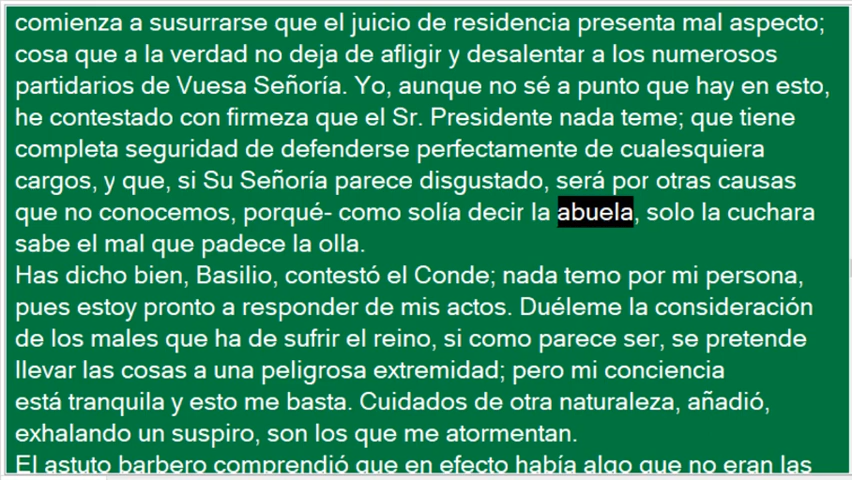 comienza a susurrarse que el juicio de residencia presenta mal aspecto;
cosa que a la verdad no deja de afligir y desalentar a los numerosos
partidarios de Vuesa Señoría. Yo, aunque no sé a punto que hay en esto,
he contestado con firmeza que el Sr. Presidente nada teme; que tiene
completa seguridad de defenderse perfectamente de cualesquiera
cargos, y que, si Su Señoría parece disgustado, será por otras causas
que no conocemos, porqué- como solía decir la abuela, solo la cuchara
sabe el mal que padece la olla.
Has dicho bien, Basilio, contestó el Conde; nada temo por mi persona,
pues estoy pronto a responder de mis actos. Duéleme la consideración
de los males que ha de sufrir el reino, si como parece ser, se pretende
llevar las cosas a una peligrosa extremidad; pero mi conciencia
está tranquila y esto me basta. Cuidados de otra naturaleza, añadió,
exhalando un suspiro, son los que me atormentan.
El astuto barbero comprendió que en efecto había algo que no eran las